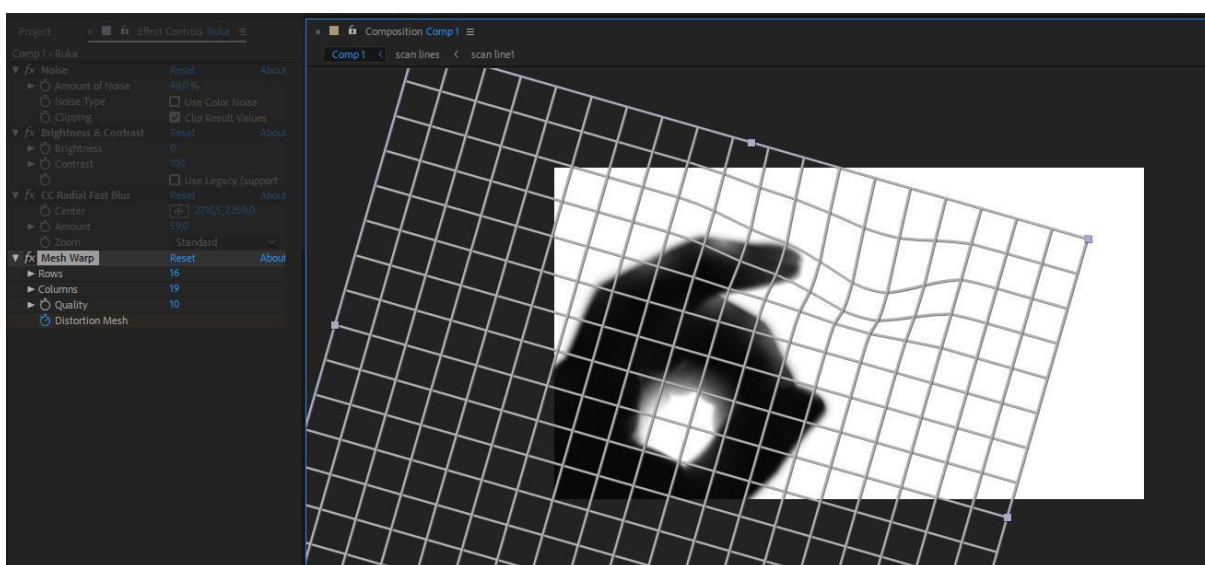 Project × Effect Controls Ruka
Comp 1 • Ruka
fx Noise Reset About
Amount of Noise 48,0 %
Noise Type Use Color Noise
Clipping Clip Result Values
fx Brightness & Contrast Reset About
Brightness 0
Contrast 100
Use Legacy (support
fx CC Radial Fast Blur Reset About
Center 2710,5,2250,0
Amount 59,0
Zoom Standard
fx Mesh Warp Reset About
Rows 16
Columns 19
Quality 10
Distortion Mesh
× Composition Comp 1
Comp 1 < scan lines < scan line1